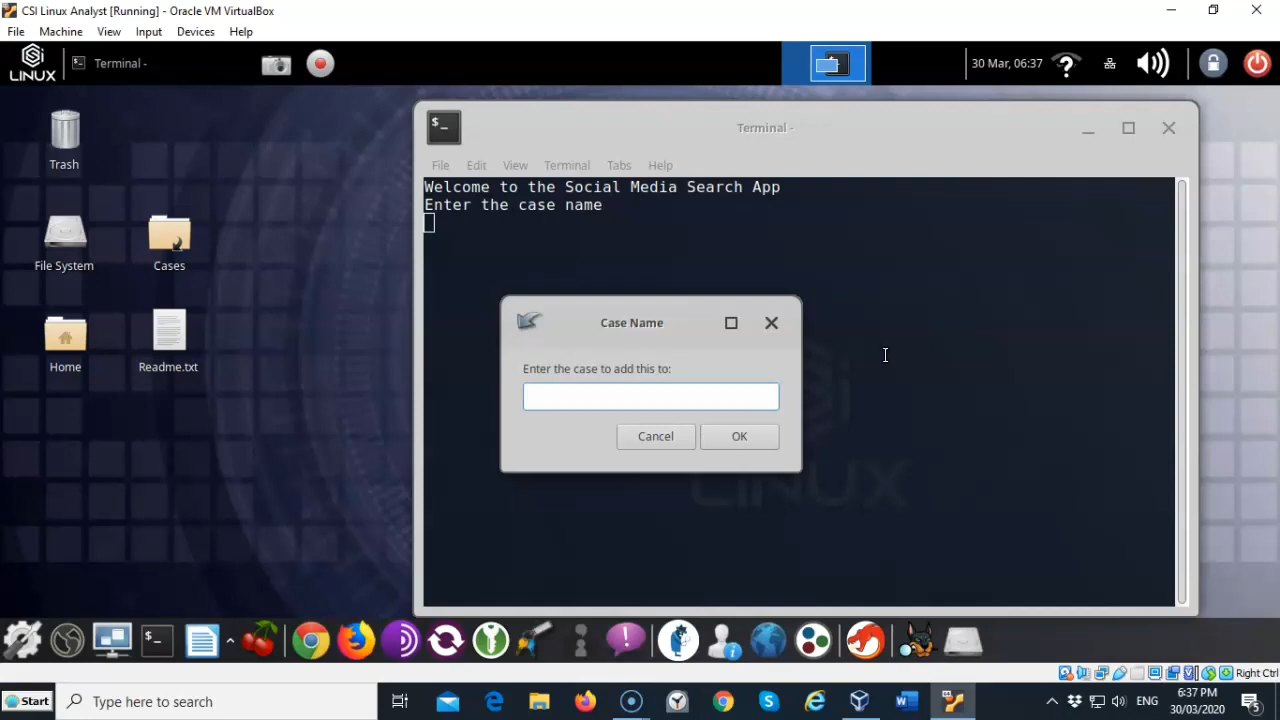 CSI Linux Analyst [Running] - Oracle VM VirtualBox
File Machine View Input Devices Help
LINUX
Terminal -
30 Mar, 06:37
Trash
File System
Cases
Home
Readme.txt
$_
Terminal -
File Edit View Terminal Tabs Help
Welcome to the Social Media Search App
Enter the case name
Case Name
Enter the case to add this to:
Cancel
OK
LINUX
Start
Type here to search
Right Ctrl
ENG
6:37 PM
30/03/2020
5